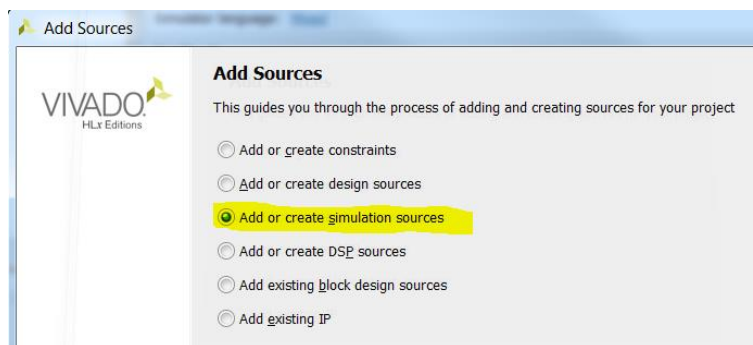 Add Sources
VIVADO
HLx Editions
Add Sources
This guides you through the process of adding and creating sources for your project
Add or create constraints
Add or create design sources
Add or create simulation sources
Add or create DSP sources
Add existing block design sources
Add existing IP